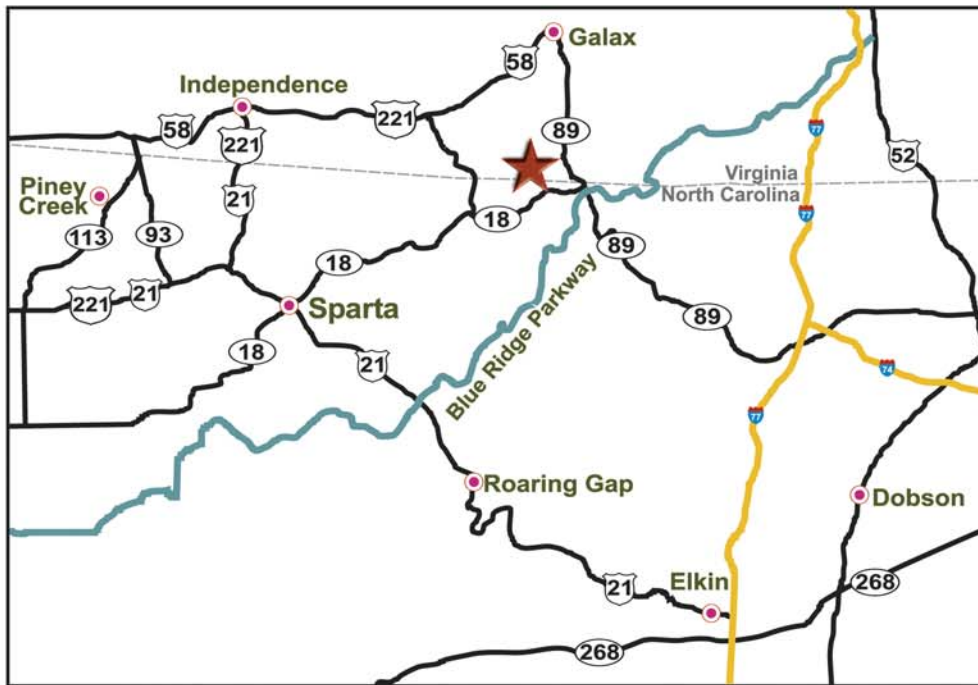 Galax
58
Independence
58
221
221
89
77
52
Virginia
North Carolina
Piney
Creek
21
18
113
93
18
89
77
221
21
Sparta
89
Blue Ridge Parkway
18
21
74
77
Roaring Gap
Dobson
Elkin
21
268
268